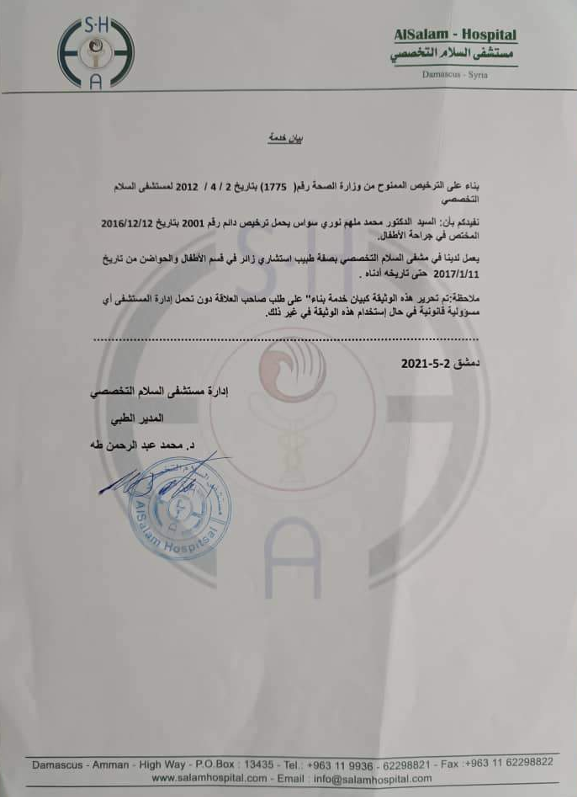 S-H
A
AlSalam - Hospital
مستشفى السلام التخصصي
Damascus - Syria
بيان خدمة
بناء على الترخيص الممنوح من وزارة الصحة رقم( 1775) بتاريخ 2 / 4 / 2012 لمستشفى السلام
التخصصي
نفيدكم بأن: السيد الدكتور محمد ملهم نوري سواس يحمل ترخيص دائم رقم 2001 بتاريخ 2016/12/12
المختص في جراحة الأطفال.
يعمل لدينا في مشفى السلام التخصصي بصفة طبيب استشاري زائر في قسم الأطفال والحواضن من تاريخ
2017/1/11 حتى تاريخه أدناه .
ملاحظة:تم تحرير هذه الوثيقة كبيان خدمة بناء" على طلب صاحب العلاقة دون تحمل إدارة المستشفى أي
مسؤولية قانونية في حال إستخدام هذه الوثيقة في غير ذلك.
دمشق 2-5-2021
إدارة مستشفى السلام التخصصي
المدير الطبي
د. محمد عبد الرحمن طه
مستشفى السلام التخصصي
AlSalam Hospitsal
S-H
A
Damascus - Amman - High Way - P.O.Box : 13435 - Tel.: +963 11 9936 - 62298821 - Fax :+963 11 62298822
www.salamhospital.com - Email : info@salamhospital.com